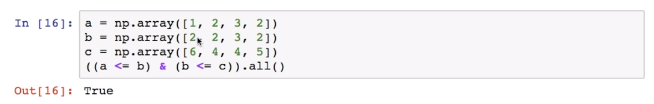 In [16]: a = np.array([1, 2, 3, 2])
b = np.array([2, 2, 3, 2])
c = np.array([6, 4, 4, 5])
((a <= b) & (b <= c)).all()
Out[16]: True